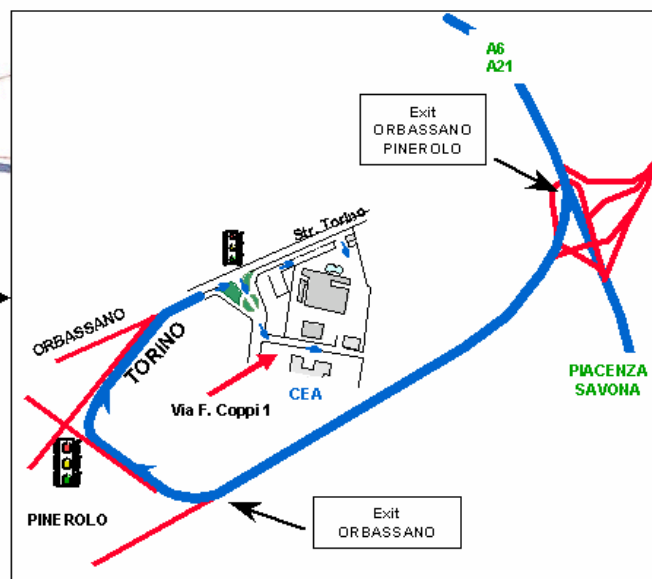 A6
A21
Exit
ORBASSANO
PINEROLO
Str. Torino
ORBASSANO
TORINO
PIACENZA
SAVONA
CEA
Via F. Coppi 1
PINEROLO
Exit
ORBASSANO